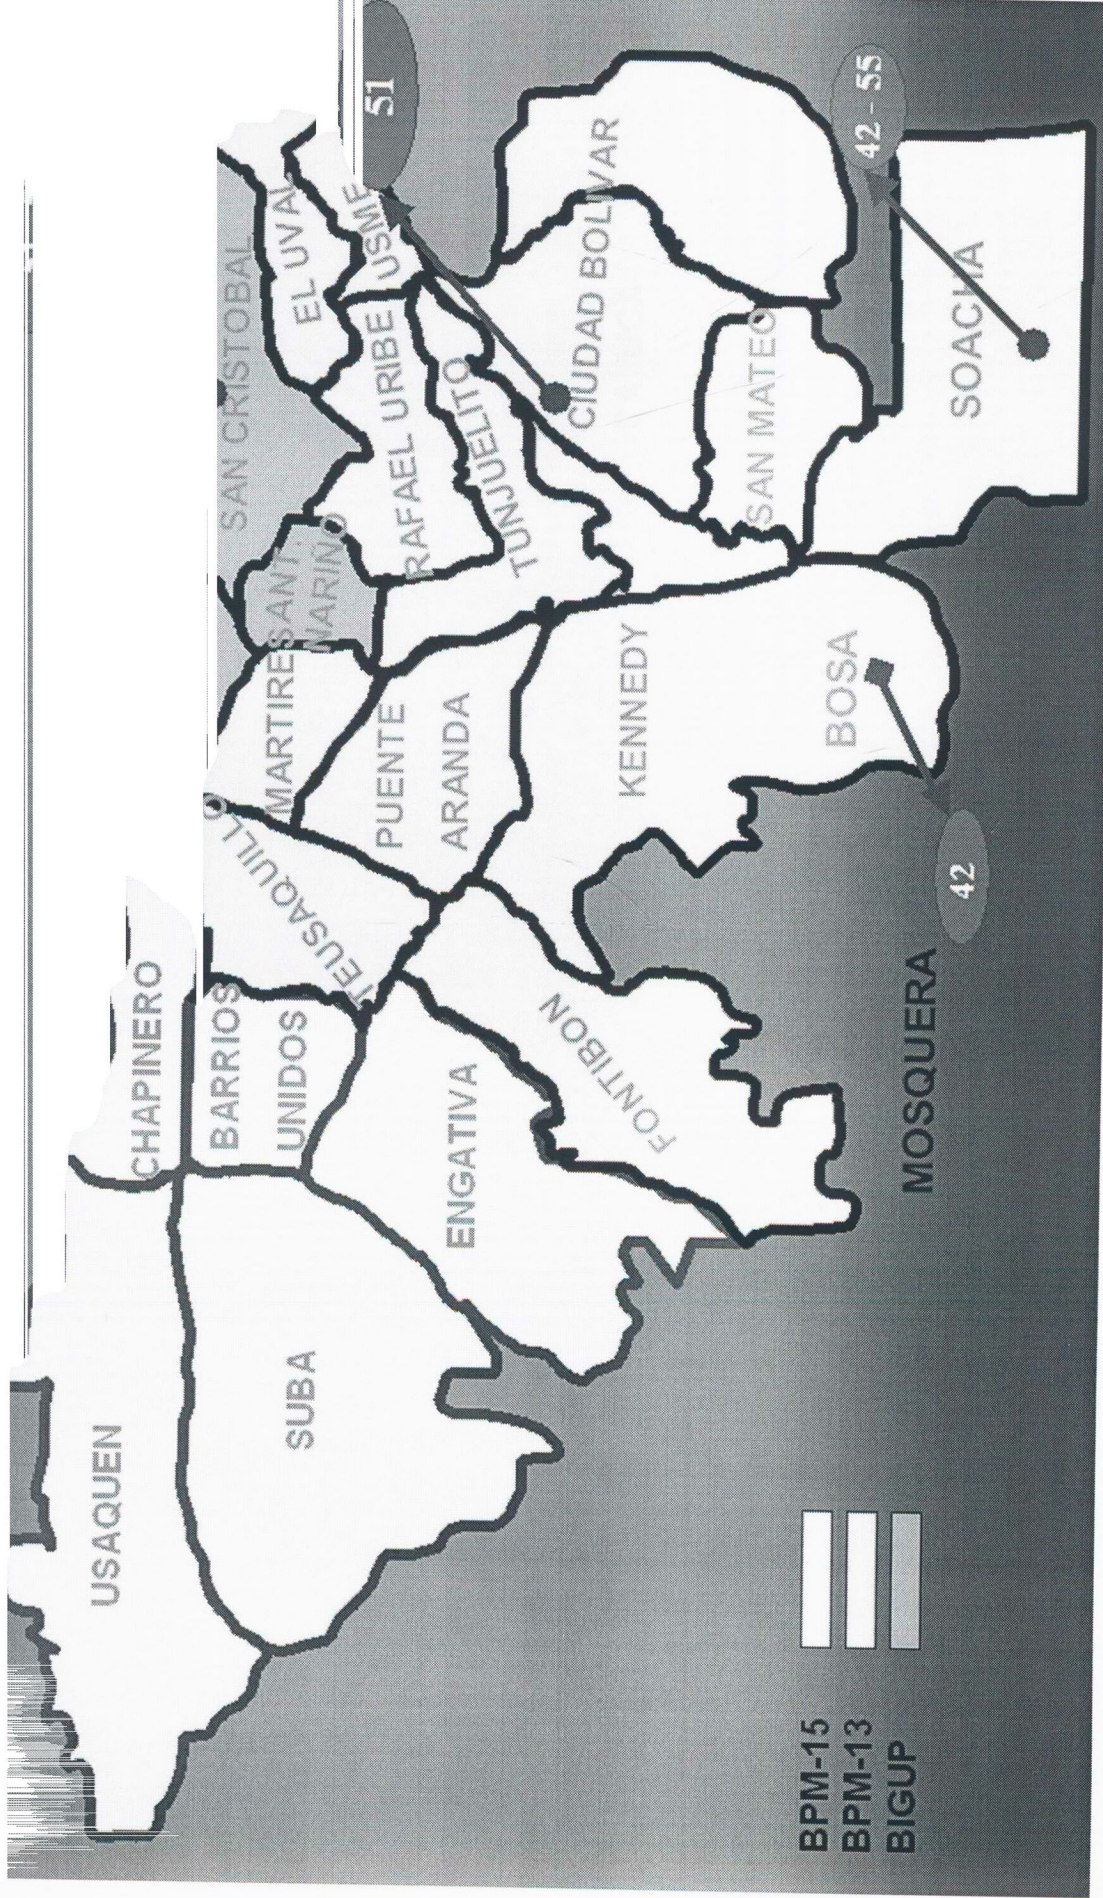 USAQUEN
SUBA
CHAPINERO
BARRIOS
UNIDOS
ENGATIVA
TEUSAQUILLO
FONTIBON
MARTIRES
PUENTE
ARANDA
KENNEDY
BOSA
42
MOSQUERA
SANT.
NARIÑO
SAN CRISTOBAL
RAFAEL URIBE
TUNJUELITO
EL UVAL
USME
51
CIUDAD BOLIVAR
SAN MATEO
SOACHA
42 - 55
BPM-15
BPM-13
BIGUP